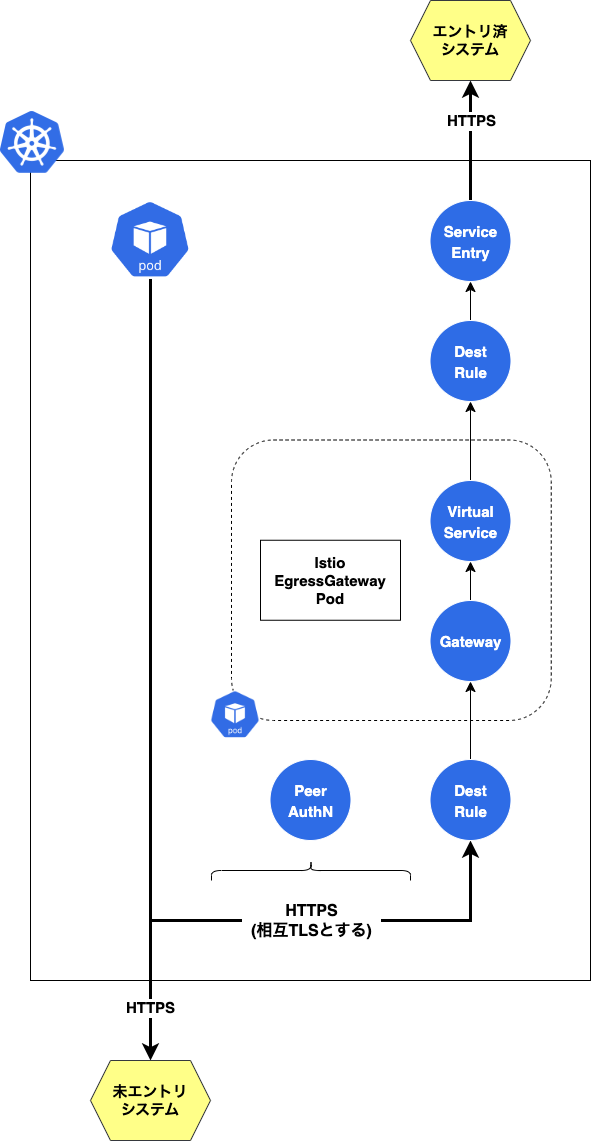 エントリ済
システム
HTTPS
pod
Service
Entry
Dest
Rule
Virtual
Service
Istio
EgressGateway
Pod
Gateway
pod
Peer
AuthN
Dest
Rule
HTTPS
(相互TLSとする)
HTTPS
未エントリ
システム